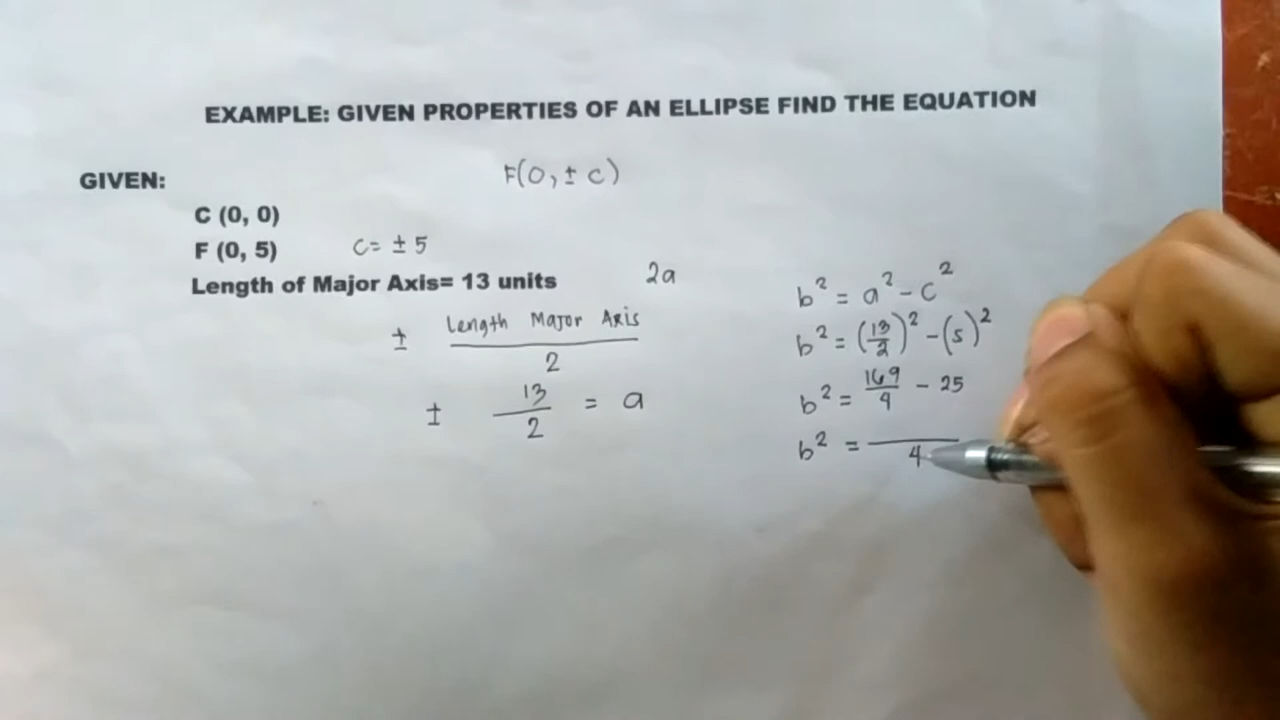 EXAMPLE: GIVEN PROPERTIES OF AN ELLIPSE FIND THE EQUATION
GIVEN:
F(0, ± c)
C (0, 0)
F (0, 5) c= ± 5
Length of Major Axis= 13 units 2a
± Length Major Axis / 2
± 13/2 = a
b² = a² - c²
b² = (13/2)² - (5)²
b² = 169/4 - 25
b² = /4